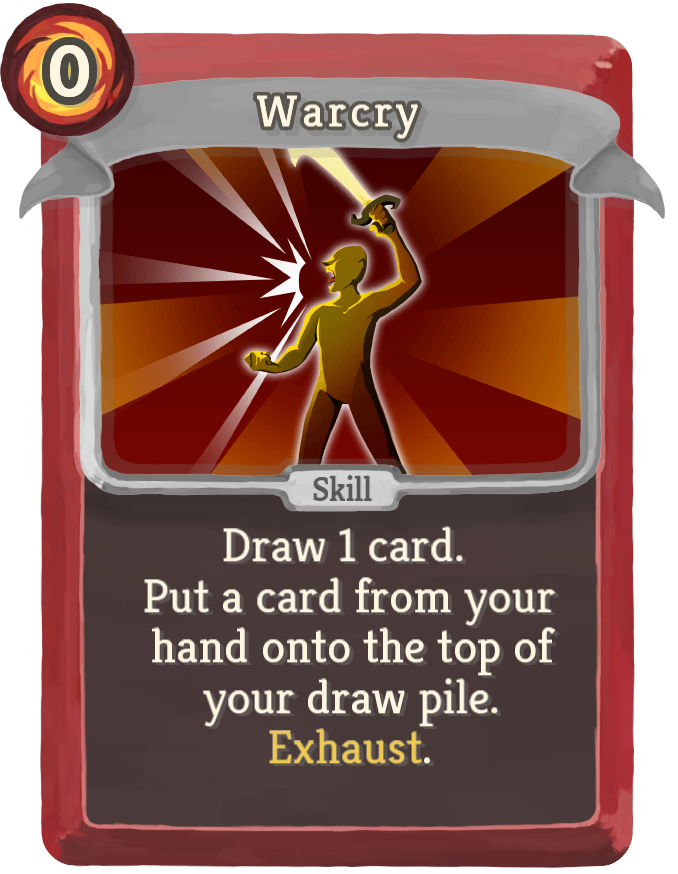 0
Warcry
Skill
Draw 1 card.
Put a card from your
hand onto the top of
your draw pile.
Exhaust.